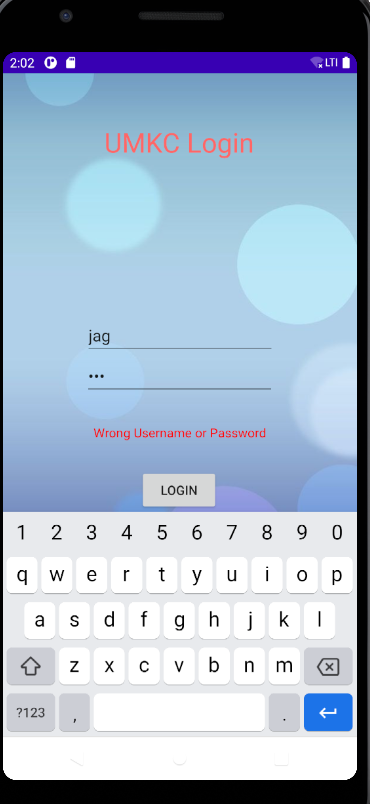 2:02 LTE
UMKC Login
jag
•••
Wrong Username or Password
LOGIN
1 2 3 4 5 6 7 8 9 0
q w e r t y u i o p
a s d f g h j k l
z x c v b n m
?123 , .